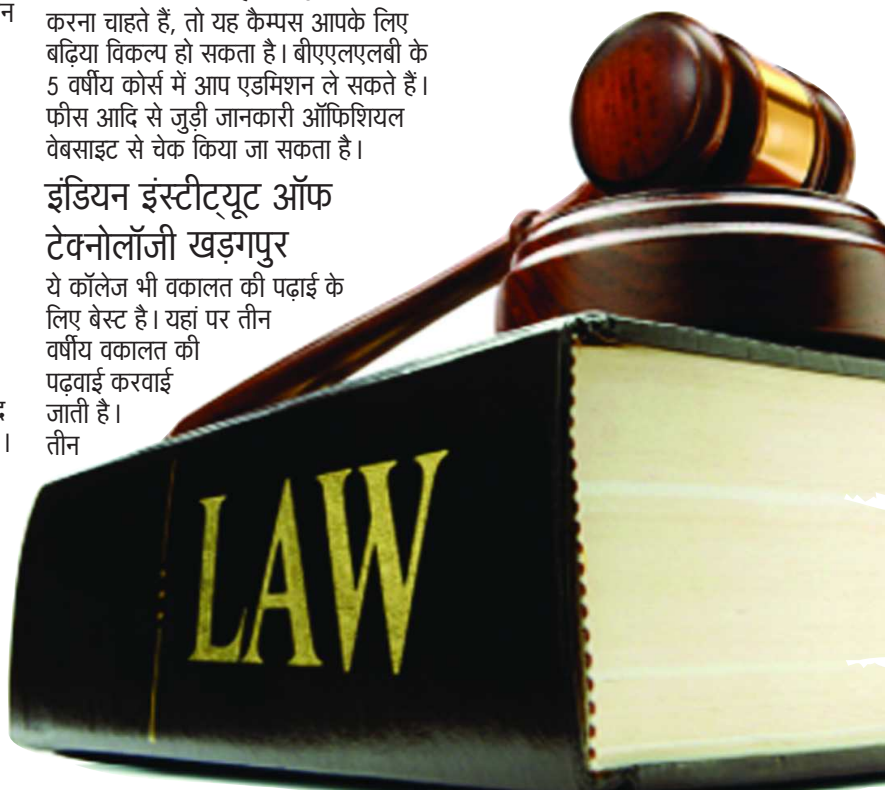 न
करना चाहते हैं, तो यह कैम्पस आपके लिए
बढ़िया विकल्प हो सकता है। बीएएलएलबी के
5 वर्षीय कोर्स में आप एडमिशन ले सकते हैं।
फीस आदि से जुड़ी जानकारी ऑफिशियल
वेबसाइट से चेक किया जा सकता है।
इंडियन इंस्टीट्यूट ऑफ
टेक्नोलॉजी खड़गपुर
ये कॉलेज भी वकालत की पढ़ाई के
लिए बेस्ट है। यहां पर तीन
वर्षीय वकालत की
पढ़वाई करवाई
जाती है।
तीन
।
LAW